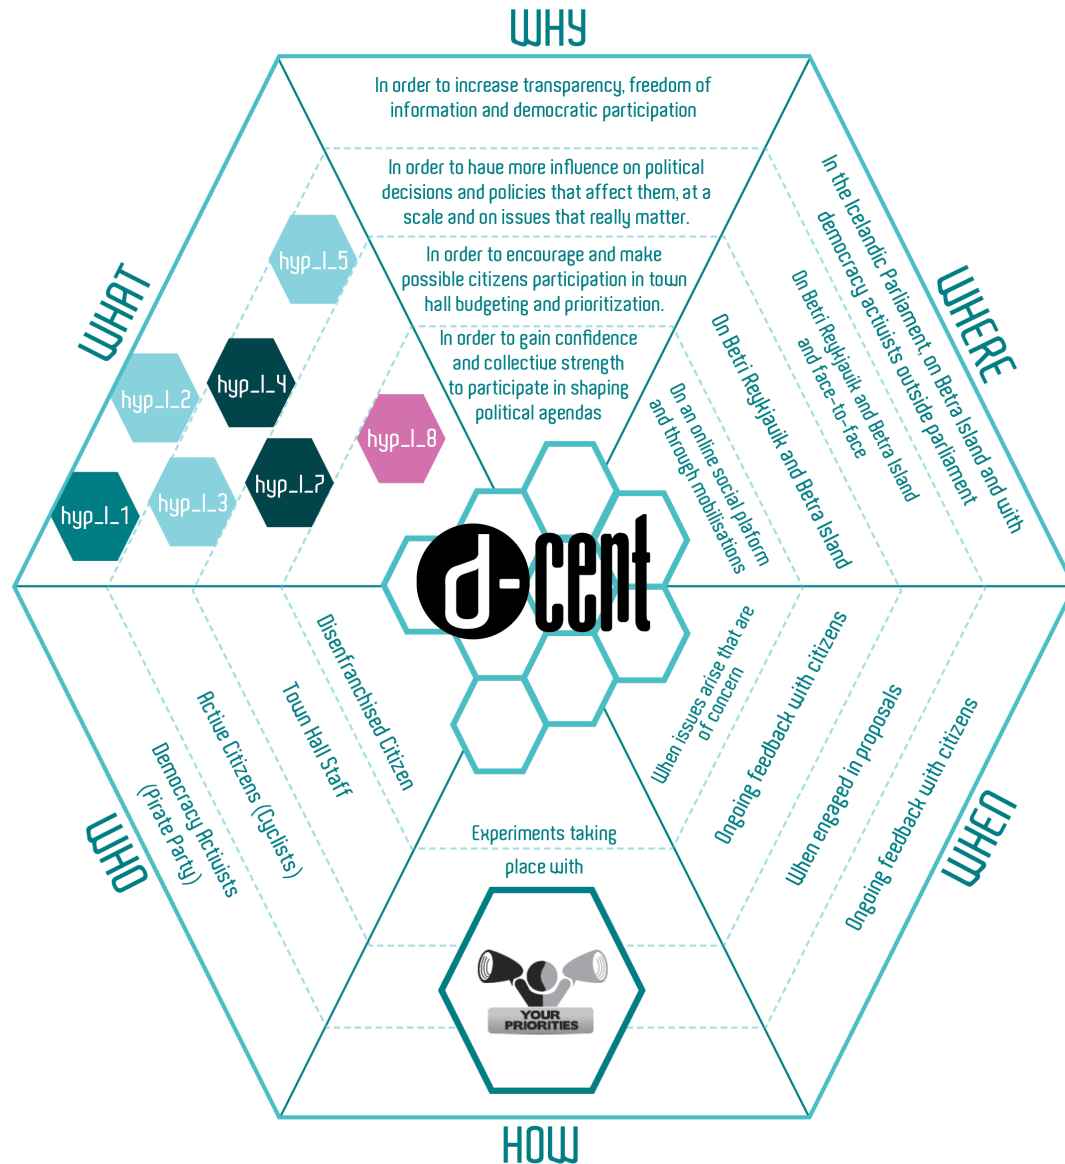 WHY
In order to increase transparency, freedom of
information and democratic participation
In order to have more influence on political
decisions and policies that affect them, at a
scale and on issues that really matter.
In order to encourage and make
possible citizens participation in town
hall budgeting and prioritization.
In order to gain confidence
and collective strength
to participate in shaping
political agendas
WHAT
hyp_I_5
hyp_I_2
hyp_I_4
hyp_I_8
hyp_I_7
hyp_I_3
hyp_I_1
WHERE
In the Icelandic Parliament, on Betra Island and with
democracy activists outside parliament
On Betri Reykjavik and Betra Island
and face-to-face
On Betri Reykjavik and Betra Island
On an online social plaform
and through mobilisations
d-cent
WHO
Disenfranchised Citizen
Town Hall Staff
Active Citizens (Cyclists)
Democracy Activists
(Pirate Party)
WHEN
When issues arise that are
of concern
Ongoing feedback with citizens
When engaged in proposals
Ongoing feedback with citizens
Experiments taking
place with
YOUR
PRIORITIES
HOW